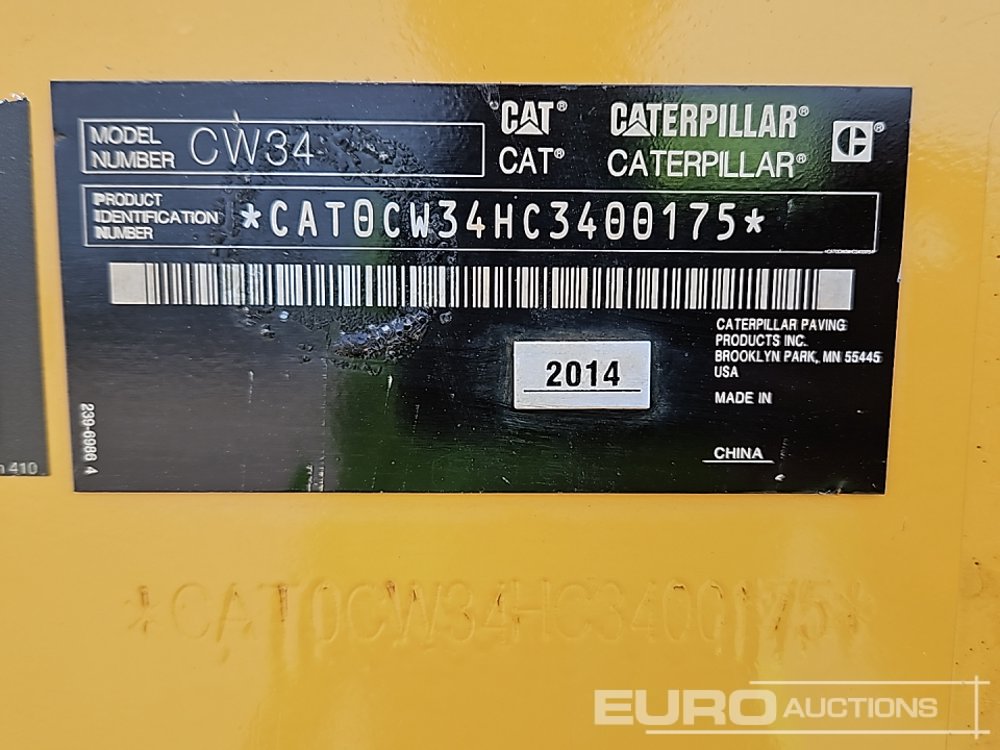 CAT® CATERPILLAR®
MODEL NUMBER CW34 CAT® CATERPILLAR® C®
PRODUCT IDENTIFICATION NUMBER *CAT0CW34HC3400175*
*CAT0CW34HC3400175*
CATERPILLAR PAVING
PRODUCTS INC.
BROOKLYN PARK, MN 55445
USA
2014
MADE IN
CHINA
239-6986 4
n 410
*CAT0CW34HC3400175*
EURO AUCTIONS